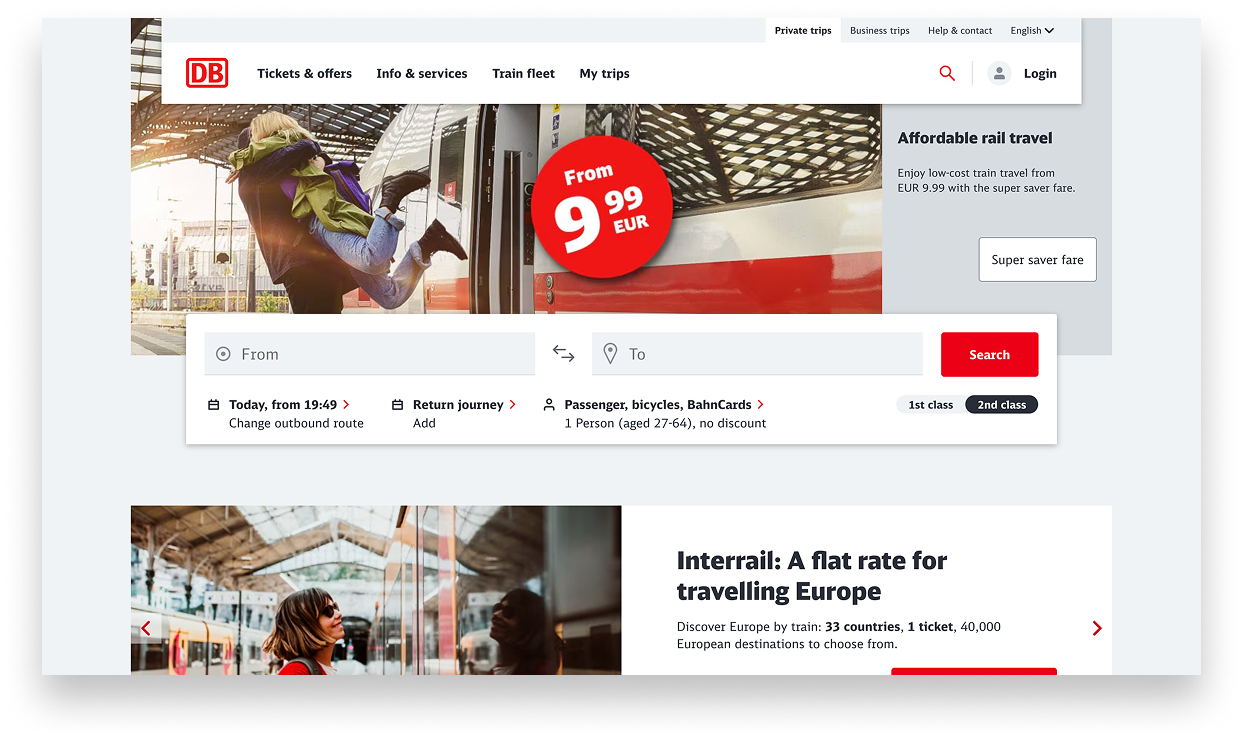 Private trips
Business trips
Help & contact
English
DB
Tickets & offers
Info & services
Train fleet
My trips
Login
From
9 99
EUR
Affordable rail travel
Enjoy low-cost train travel from
EUR 9.99 with the super saver fare.
Super saver fare
From
To
Search
Today, from 19:49
Change outbound route
Return journey
Add
Passenger, bicycles, BahnCards
1 Person (aged 27-64), no discount
1st class
2nd class
Interrail: A flat rate for
travelling Europe
Discover Europe by train: 33 countries, 1 ticket, 40,000
European destinations to choose from.